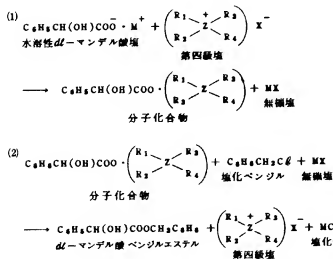 (1)
C₆H₅CH(OH)COO⁻·M⁺ + (R₁ R₂ Z⁺ R₃ R₄) X⁻
水溶性dl-マンデル酸塩 第四級塩
→ C₆H₅CH(OH)COO·(R₁ R₃ Z R₂ R₄) + MX
分子化合物 無機塩
(2)
C₆H₅CH(OH)COO·(R₁ R₃ Z R₂ R₄) + C₆H₅CH₂Cℓ + MX
分子化合物 塩化ベンジル 無機塩
→ C₆H₅CH(OH)COOCH₂C₆H₅ + (R₁ R₃ Z⁺ R₂ R₄) X⁻ + MC
dl-マンデル酸 ベンジルエステル 第四級塩 塩化